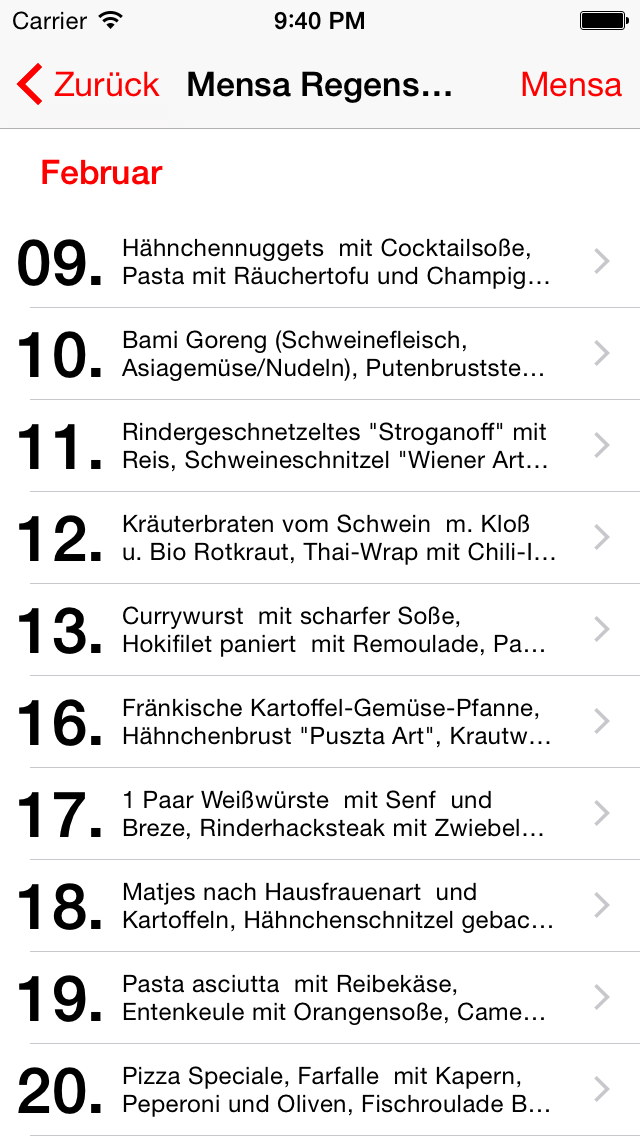 Carrier 9:40 PM
Zurück Mensa Regens... Mensa
Februar
09. Hähnchennuggets  mit Cocktailsoße,
Pasta mit Räuchertofu und Champig...
10. Bami Goreng (Schweinefleisch,
Asiagemüse/Nudeln), Putenbrustste...
11. Rindergeschnetzeltes "Stroganoff" mit
Reis, Schweineschnitzel "Wiener Art...
12. Kräuterbraten vom Schwein  m. Kloß
u. Bio Rotkraut, Thai-Wrap mit Chili-I...
13. Currywurst  mit scharfer Soße,
Hokifilet paniert  mit Remoulade, Pa...
16. Fränkische Kartoffel-Gemüse-Pfanne,
Hähnchenbrust "Puszta Art", Krautw...
17. 1 Paar Weißwürste  mit Senf  und
Breze, Rinderhacksteak mit Zwiebel...
18. Matjes nach Hausfrauenart  und
Kartoffeln, Hähnchenschnitzel gebac...
19. Pasta asciutta  mit Reibekäse,
Entenkeule mit Orangensoße, Came...
20. Pizza Speciale, Farfalle  mit Kapern,
Peperoni und Oliven, Fischroulade B...